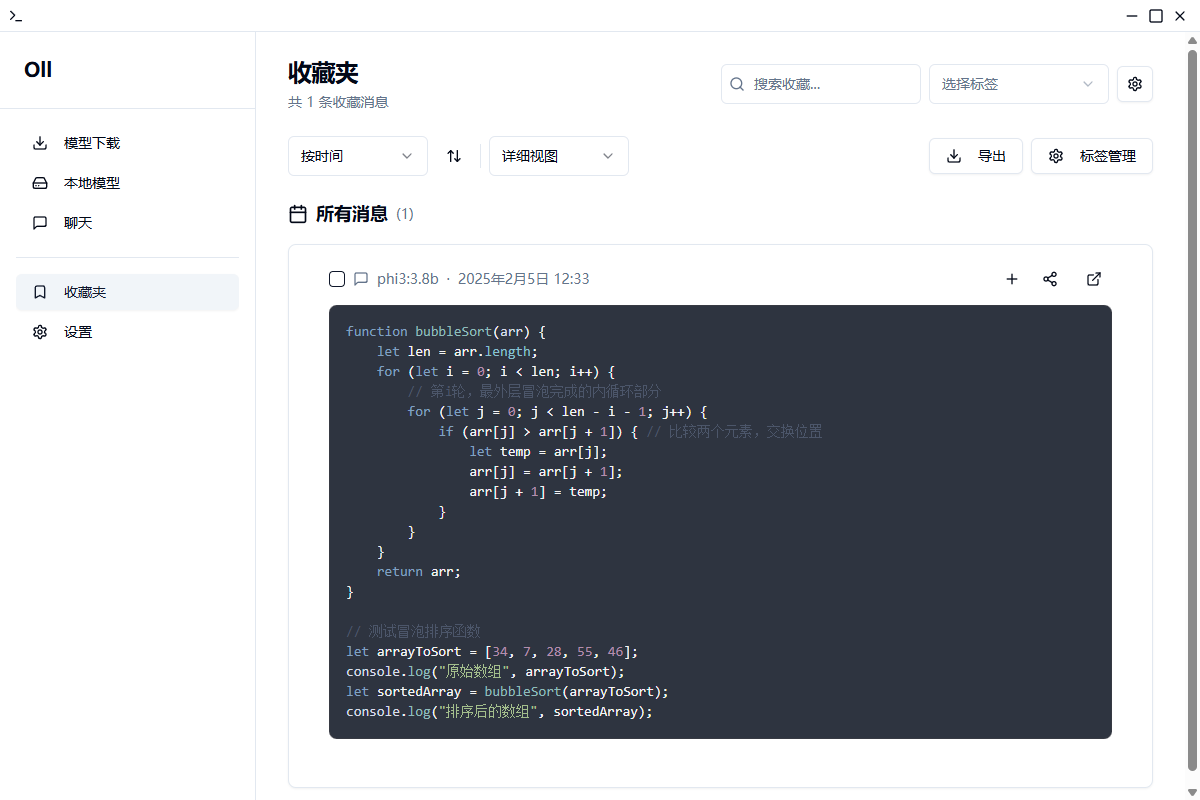 Oll
模型下载
本地模型
聊天
收藏夹
设置
收藏夹
共 1 条收藏消息
搜索收藏...
选择标签
按时间
详细视图
导出
标签管理
所有消息 (1)
phi3:3.8b · 2025年2月5日 12:33
function bubbleSort(arr) {
    let len = arr.length;
    for (let i = 0; i < len; i++) {
        // 第i轮，最外层冒泡完成的内循环部分
        for (let j = 0; j < len - i - 1; j++) {
            if (arr[j] > arr[j + 1]) { // 比较两个元素，交换位置
                let temp = arr[j];
                arr[j] = arr[j + 1];
                arr[j + 1] = temp;
            }
        }
    }
    return arr;
}
// 测试冒泡排序函数
let arrayToSort = [34, 7, 28, 55, 46];
console.log("原始数组", arrayToSort);
let sortedArray = bubbleSort(arrayToSort);
console.log("排序后的数组", sortedArray);